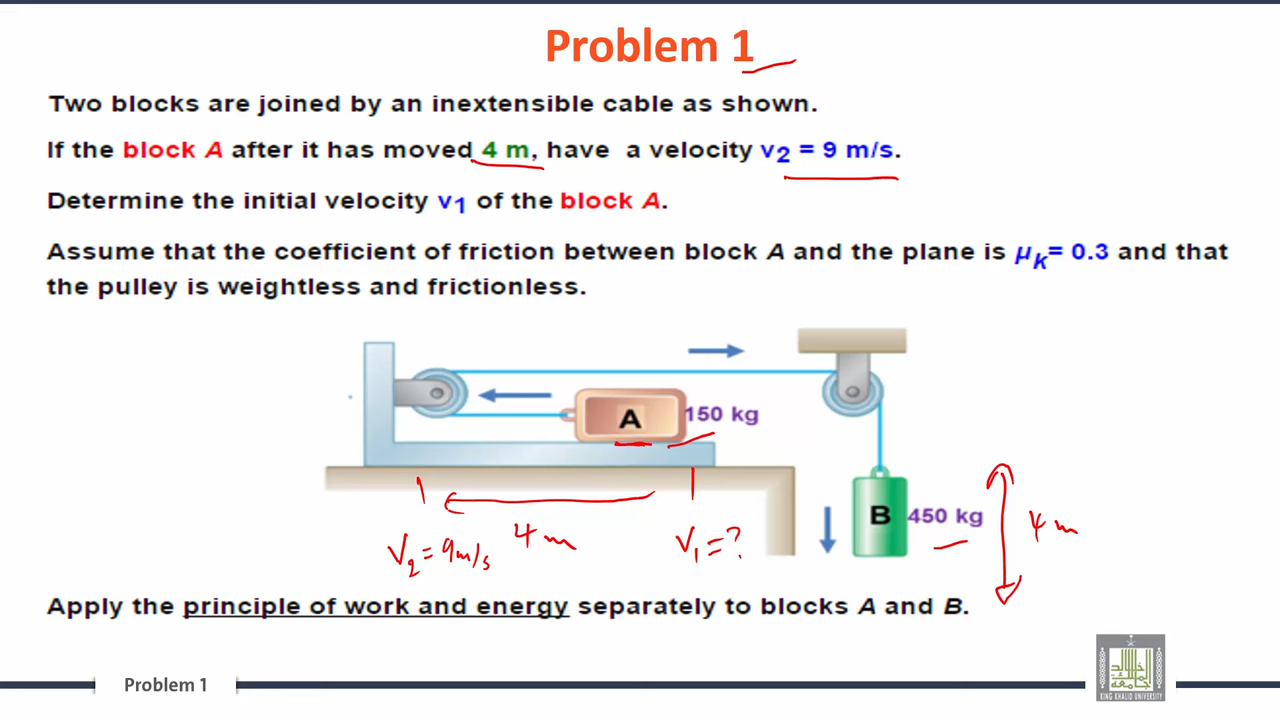 Problem 1
Two blocks are joined by an inextensible cable as shown.
If the block A after it has moved 4 m, have a velocity v2 = 9 m/s.
Determine the initial velocity v1 of the block A.
Assume that the coefficient of friction between block A and the plane is μk= 0.3 and that
the pulley is weightless and frictionless.
A
150 kg
B
450 kg
4 m
V2 = 9m/s
4 m
V1 = ?
Apply the principle of work and energy separately to blocks A and B.
Problem 1
KING KHALID UNIVERSITY